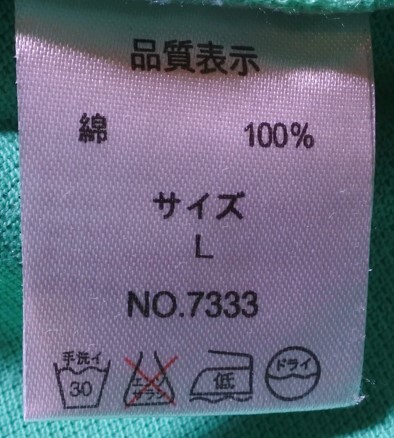 品質表示
綿 100%
サイズ
L
NO.7333
手洗イ 30 エンソ サラシ 低 ドライ